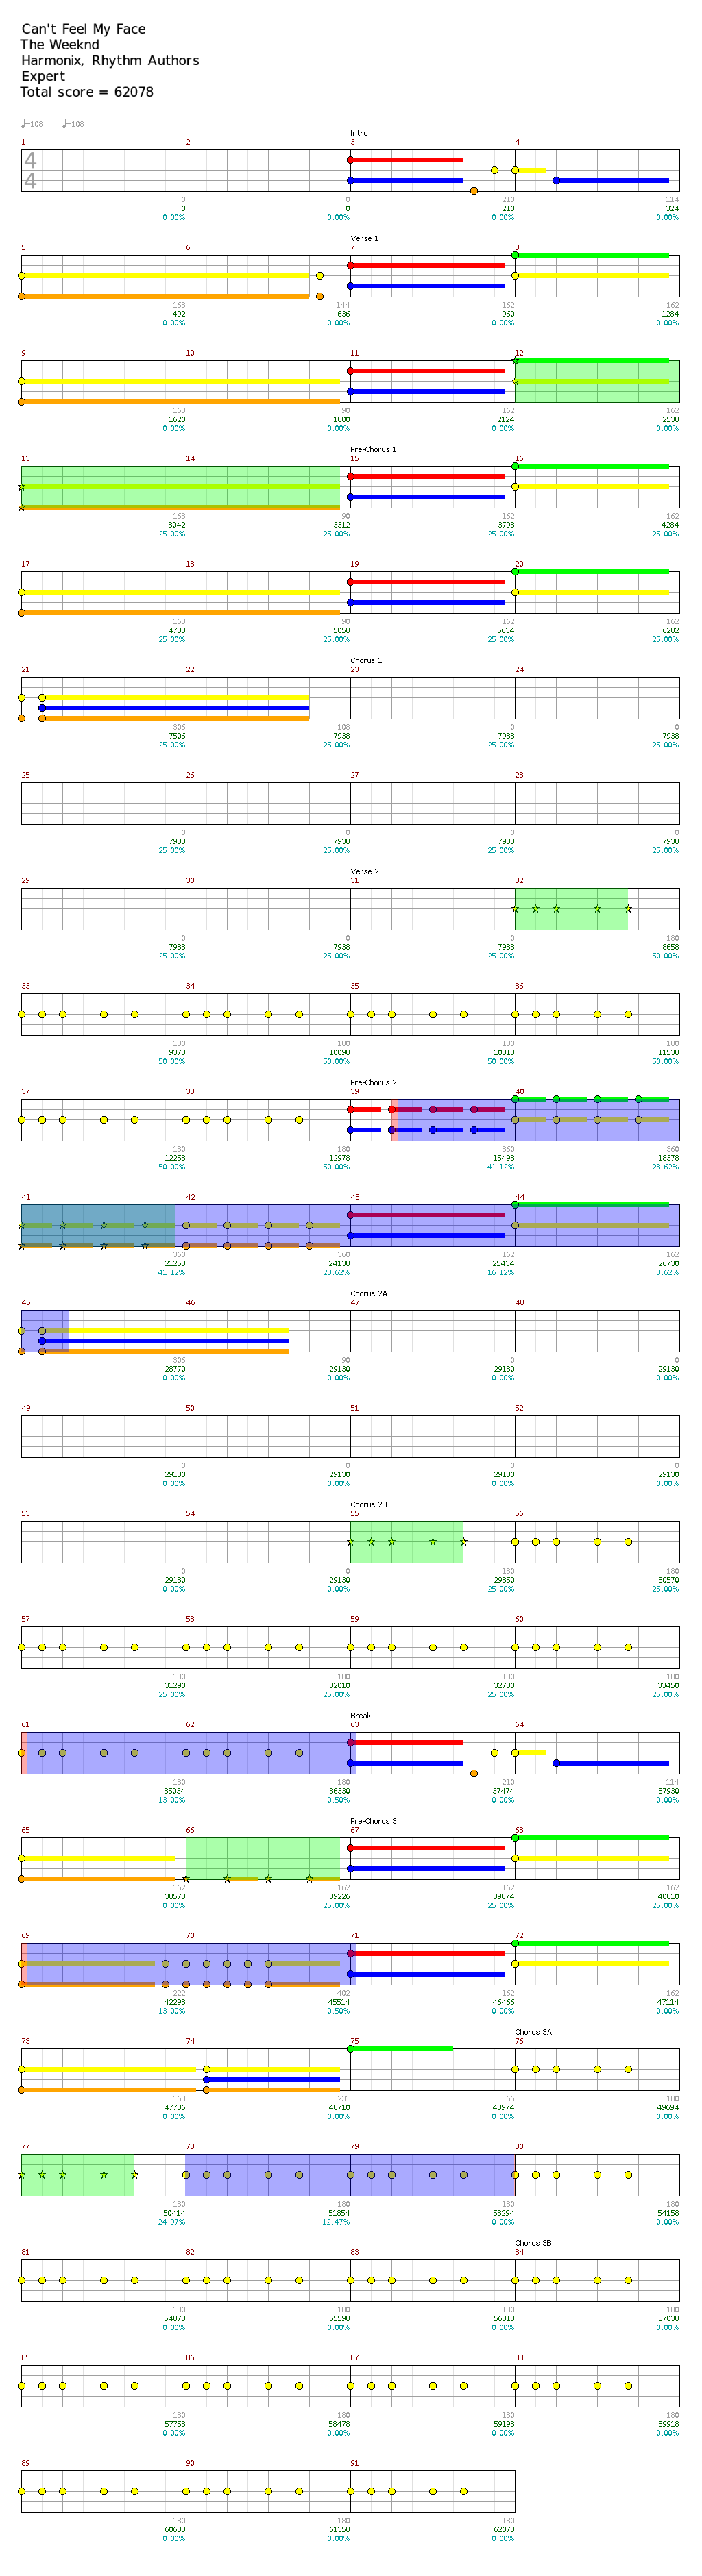 Can't Feel My Face
The Weeknd
Harmonix, Rhythm Authors
Expert
Total score = 62078
♩=108 ♩=108
Intro
1 2 3 4
4
4
0 0 210 114
0 0 210 324
0.00% 0.00% 0.00% 0.00%
Verse 1
5 6 7 8
168 144 162 162
492 636 960 1284
0.00% 0.00% 0.00% 0.00%
9 10 11 12
168 90 162 162
1620 1800 2124 2538
0.00% 0.00% 0.00% 0.00%
Pre-Chorus 1
13 14 15 16
168 90 162 162
3042 3312 3798 4284
25.00% 25.00% 25.00% 25.00%
17 18 19 20
168 90 162 162
4788 5058 5634 6282
25.00% 25.00% 25.00% 25.00%
Chorus 1
21 22 23 24
306 108 0 0
7506 7938 7938 7938
25.00% 25.00% 25.00% 25.00%
25 26 27 28
0 0 0 0
7938 7938 7938 7938
25.00% 25.00% 25.00% 25.00%
Verse 2
29 30 31 32
0 0 0 180
7938 7938 7938 8658
25.00% 25.00% 25.00% 50.00%
33 34 35 36
180 180 180 180
9378 10098 10818 11538
50.00% 50.00% 50.00% 50.00%
Pre-Chorus 2
37 38 39 40
180 180 360 360
12258 12978 15498 18378
50.00% 50.00% 41.12% 28.62%
41 42 43 44
360 360 162 162
21258 24138 25434 26730
41.12% 28.62% 16.12% 3.62%
Chorus 2A
45 46 47 48
306 90 0 0
28770 29130 29130 29130
0.00% 0.00% 0.00% 0.00%
49 50 51 52
0 0 0 0
29130 29130 29130 29130
0.00% 0.00% 0.00% 0.00%
Chorus 2B
53 54 55 56
0 0 180 180
29130 29130 29850 30570
0.00% 0.00% 25.00% 25.00%
57 58 59 60
180 180 180 180
31290 32010 32730 33450
25.00% 25.00% 25.00% 25.00%
Break
61 62 63 64
180 180 210 114
35034 36330 37474 37930
13.00% 0.50% 0.00% 0.00%
Pre-Chorus 3
65 66 67 68
162 162 162 162
38578 39226 39874 40810
0.00% 25.00% 25.00% 25.00%
69 70 71 72
222 402 162 162
42298 45514 46466 47114
13.00% 0.50% 0.00% 0.00%
Chorus 3A
73 74 75 76
168 231 66 180
47786 48710 48974 49694
0.00% 0.00% 0.00% 0.00%
77 78 79 80
180 180 180 180
50414 51854 53294 54158
24.97% 12.47% 0.00% 0.00%
Chorus 3B
81 82 83 84
180 180 180 180
54878 55598 56318 57038
0.00% 0.00% 0.00% 0.00%
85 86 87 88
180 180 180 180
57758 58478 59198 59918
0.00% 0.00% 0.00% 0.00%
89 90 91
180 180 180
60638 61358 62078
0.00% 0.00% 0.00%